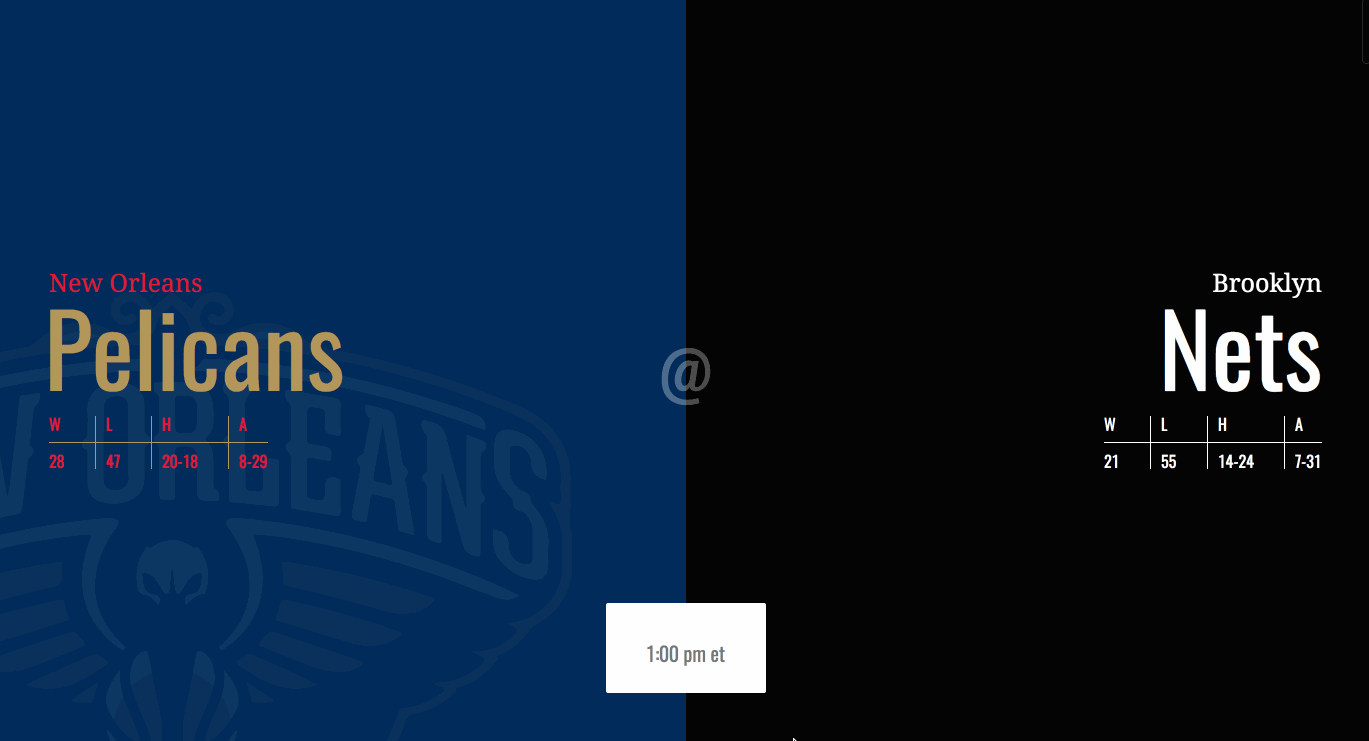 New Orleans
Pelicans
W L H A
28 47 20-18 8-29
@
Brooklyn
Nets
W L H A
21 55 14-24 7-31
1:00 pm et
W ORLEANS